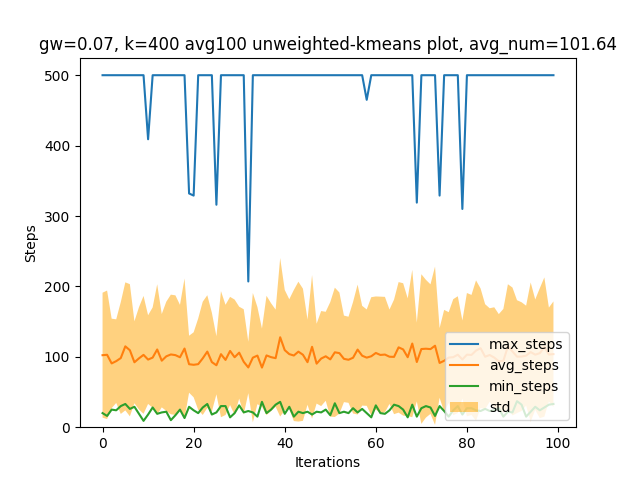 gw=0.07, k=400 avg100 unweighted-kmeans plot, avg_num=101.64
500
400
300
200
100
0
Steps
max_steps
avg_steps
min_steps
std
0
20
40
60
80
100
Iterations